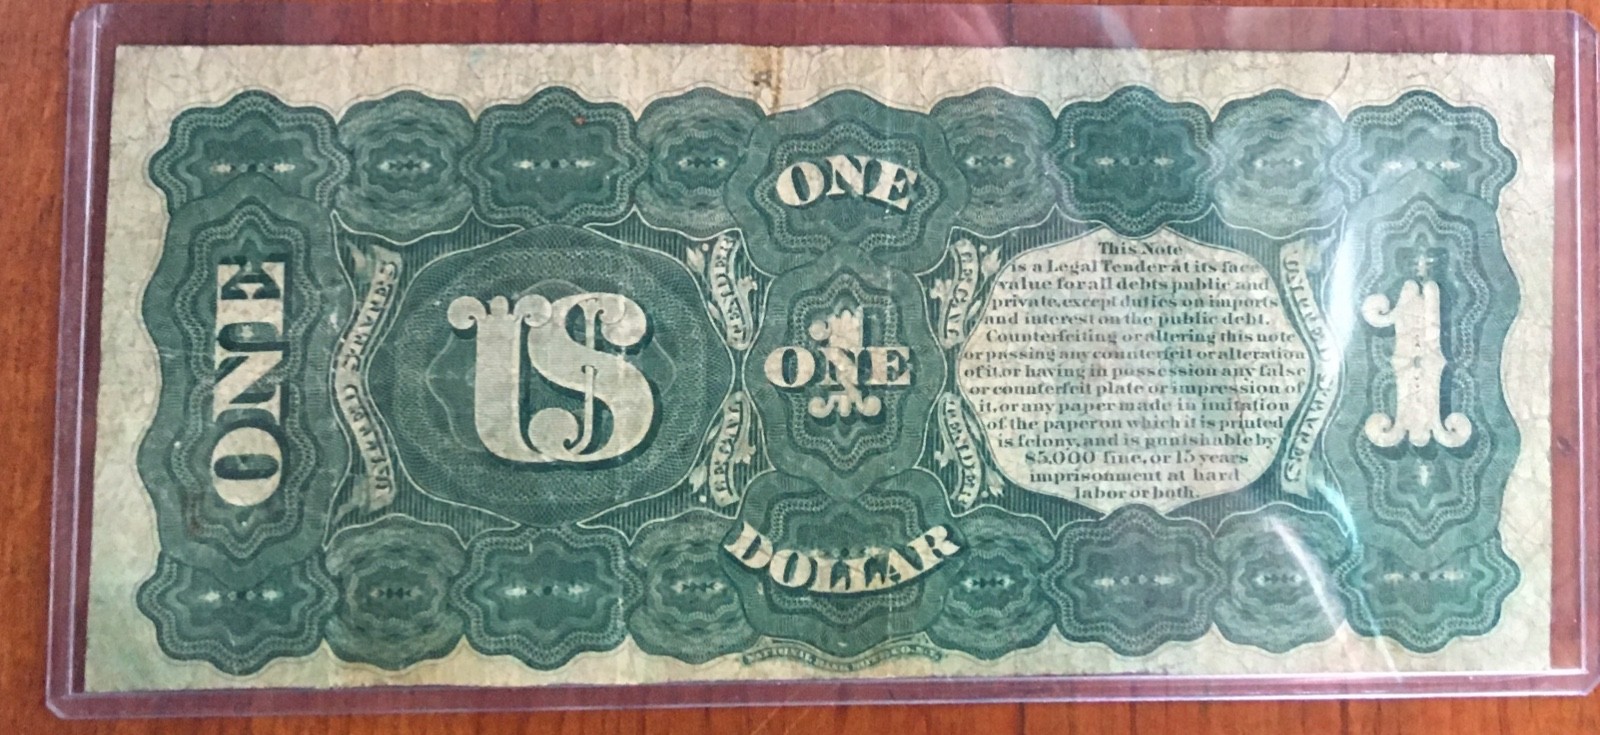 ONE
UNITED STATES
US
LEGAL TENDER
ONE
1
ONE
DOLLAR
LEGAL TENDER
This Note
is a Legal Tender at its face
value for all debts public and
private, except duties on imports
and interest on the public debt.
Counterfeiting or altering this note
or passing any counterfeit or alteration
of it, or having in possession any false
or counterfeit plate or impression of
it, or any paper made in imitation
of the paper on which it is printed
is felony, and is punishable by
$5.000 fine, or 15 years
imprisonment at hard
labor or both.
UNITED STATES
1
NATIONAL BANK NOTE CO. N.Y.